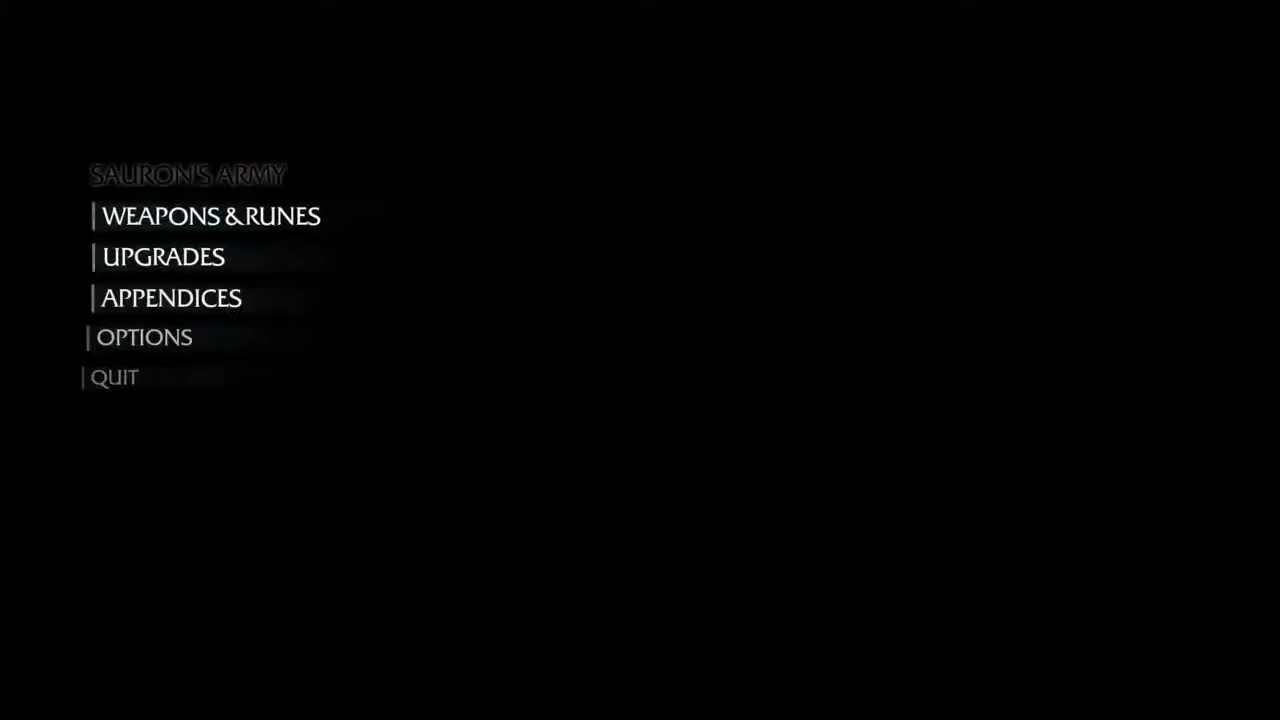 SAURON'S ARMY
WEAPONS & RUNES
UPGRADES
APPENDICES
OPTIONS
QUIT